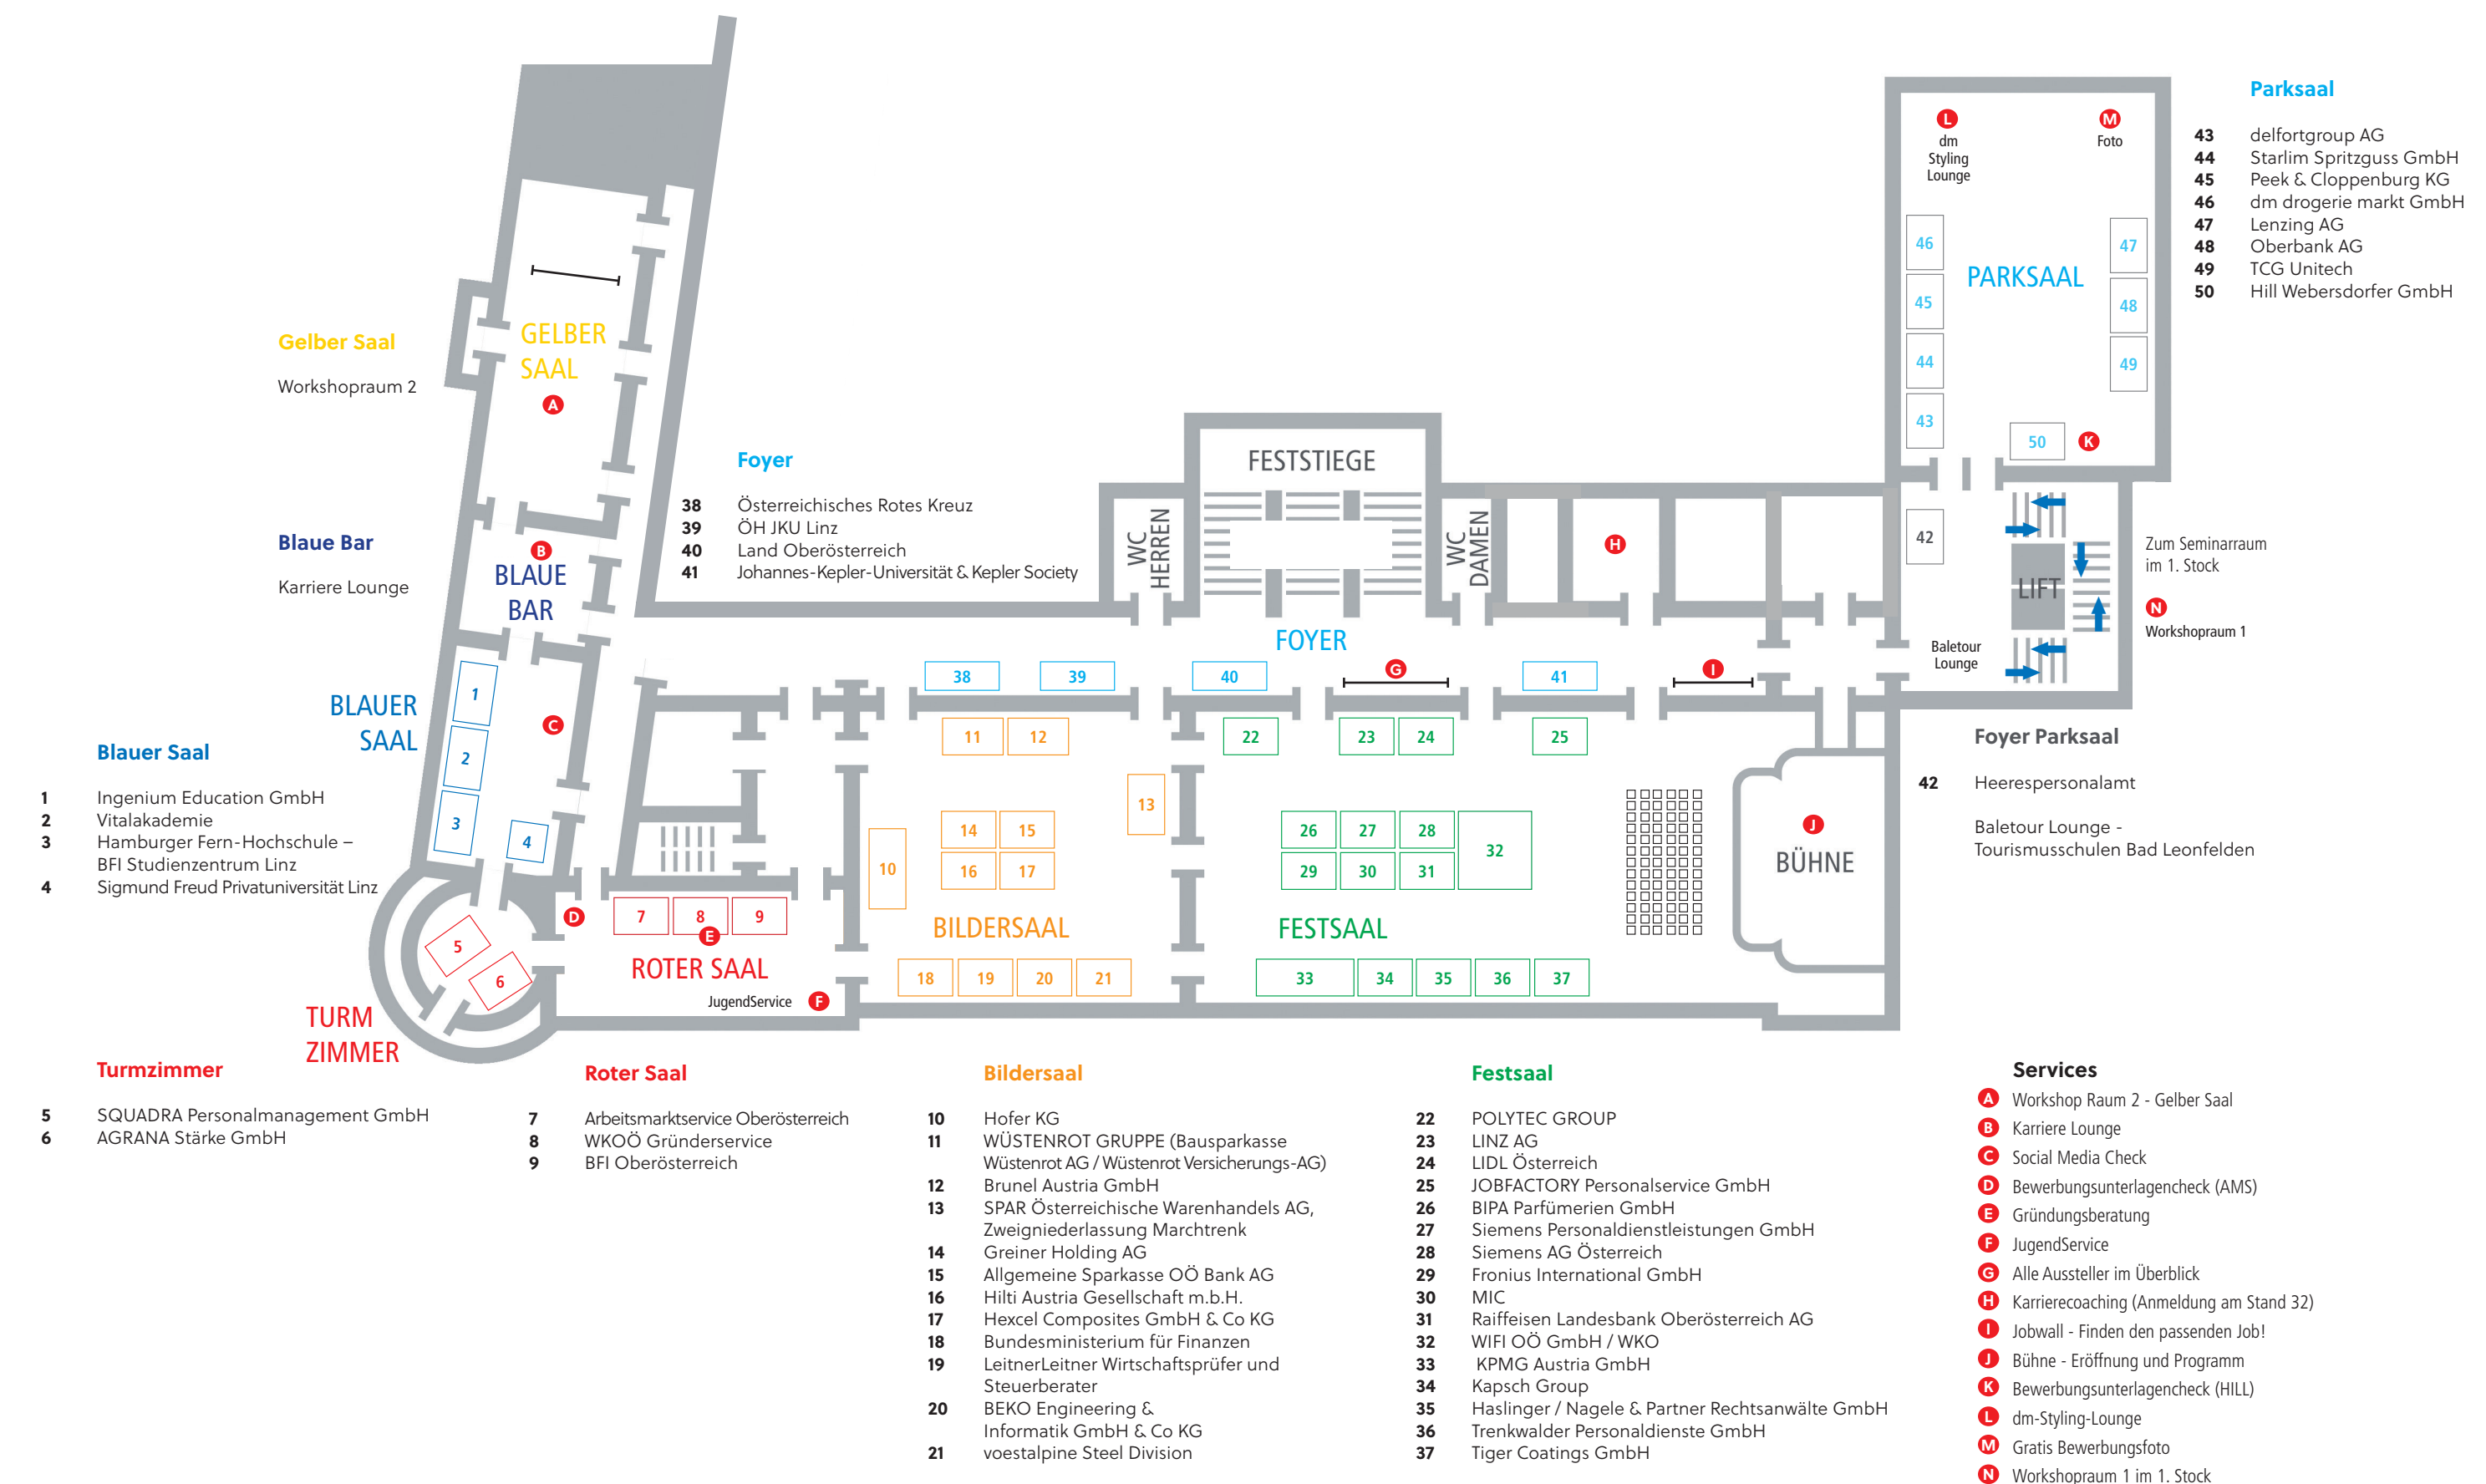 Parksaal
43 delfortgroup AG
44 Starlim Spritzguss GmbH
45 Peek & Cloppenburg KG
46 dm drogerie markt GmbH
47 Lenzing AG
48 Oberbank AG
49 TCG Unitech
50 Hill Webersdorfer GmbH
L
dm
Styling
Lounge
M
Foto
46
45
44
43
PARKSAAL
47
48
49
50
K
Gelber Saal
Workshopraum 2
GELBER
SAAL
A
Blaue Bar
Karriere Lounge
B
BLAUE
BAR
Foyer
38 Österreichisches Rotes Kreuz
39 ÖH JKU Linz
40 Land Oberösterreich
41 Johannes-Kepler-Universität & Kepler Society
WC
HERREN
FESTSTIEGE
WC
DAMEN
H
42
LIFT
Zum Seminarraum
im 1. Stock
N
Workshopraum 1
Baletour
Lounge
FOYER
38
39
40
G
41
I
BLAUER
SAAL
1
2
3
4
C
Blauer Saal
1 Ingenium Education GmbH
2 Vitalakademie
3 Hamburger Fern-Hochschule –
BFI Studienzentrum Linz
4 Sigmund Freud Privatuniversität Linz
Foyer Parksaal
42 Heerespersonalamt
Baletour Lounge -
Tourismusschulen Bad Leonfelden
11
12
13
14
15
16
17
10
BILDERSAAL
18
19
20
21
22
23
24
25
26
27
28
29
30
31
32
FESTSAAL
33
34
35
36
37
J
BÜHNE
D
7
8
9
E
ROTER SAAL
JugendService
F
5
6
TURM
ZIMMER
Turmzimmer
5 SQUADRA Personalmanagement GmbH
6 AGRANA Stärke GmbH
Roter Saal
7 Arbeitsmarktservice Oberösterreich
8 WKOÖ Gründerservice
9 BFI Oberösterreich
Bildersaal
10 Hofer KG
11 WÜSTENROT GRUPPE (Bausparkasse
Wüstenrot AG / Wüstenrot Versicherungs-AG)
12 Brunel Austria GmbH
13 SPAR Österreichische Warenhandels AG,
Zweigniederlassung Marchtrenk
14 Greiner Holding AG
15 Allgemeine Sparkasse OÖ Bank AG
16 Hilti Austria Gesellschaft m.b.H.
17 Hexcel Composites GmbH & Co KG
18 Bundesministerium für Finanzen
19 LeitnerLeitner Wirtschaftsprüfer und
Steuerberater
20 BEKO Engineering &
Informatik GmbH & Co KG
21 voestalpine Steel Division
Festsaal
22 POLYTEC GROUP
23 LINZ AG
24 LIDL Österreich
25 JOBFACTORY Personalservice GmbH
26 BIPA Parfümerien GmbH
27 Siemens Personaldienstleistungen GmbH
28 Siemens AG Österreich
29 Fronius International GmbH
30 MIC
31 Raiffeisen Landesbank Oberösterreich AG
32 WIFI OÖ GmbH / WKO
33 KPMG Austria GmbH
34 Kapsch Group
35 Haslinger / Nagele & Partner Rechtsanwälte GmbH
36 Trenkwalder Personaldienste GmbH
37 Tiger Coatings GmbH
Services
A Workshop Raum 2 - Gelber Saal
B Karriere Lounge
C Social Media Check
D Bewerbungsunterlagencheck (AMS)
E Gründungsberatung
F JugendService
G Alle Aussteller im Überblick
H Karrierecoaching (Anmeldung am Stand 32)
I Jobwall - Finden den passenden Job!
J Bühne - Eröffnung und Programm
K Bewerbungsunterlagencheck (HILL)
L dm-Styling-Lounge
M Gratis Bewerbungsfoto
N Workshopraum 1 im 1. Stock